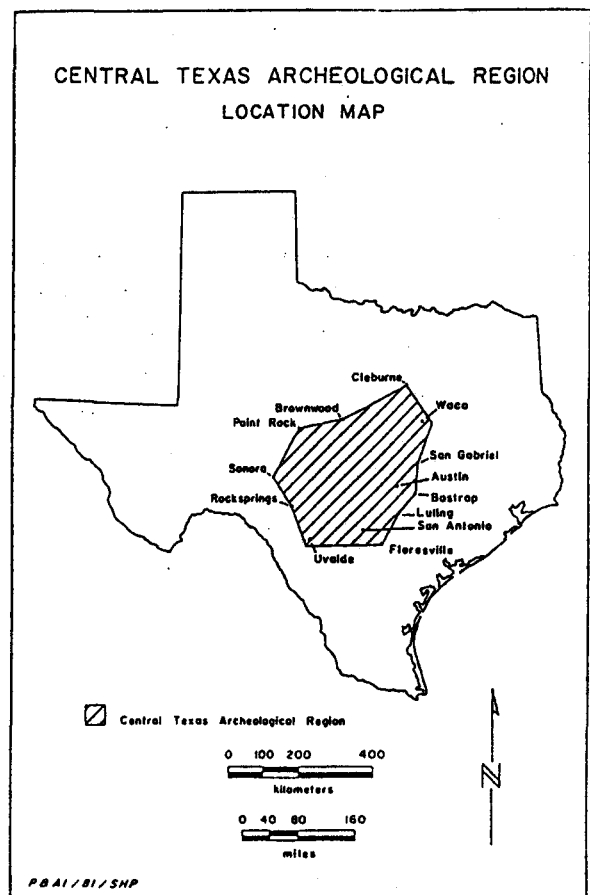 CENTRAL TEXAS ARCHEOLOGICAL REGION
LOCATION MAP
Cleburne
Brownwood
Waco
Paint Rock
San Gabriel
Sonora
Austin
Rocksprings
Bastrop
Luling
San Antonio
Uvalde
Floresville
Central Texas Archeological Region
0 100 200 400
kilometers
N
0 40 80 160
miles
PBAI/81/SHP